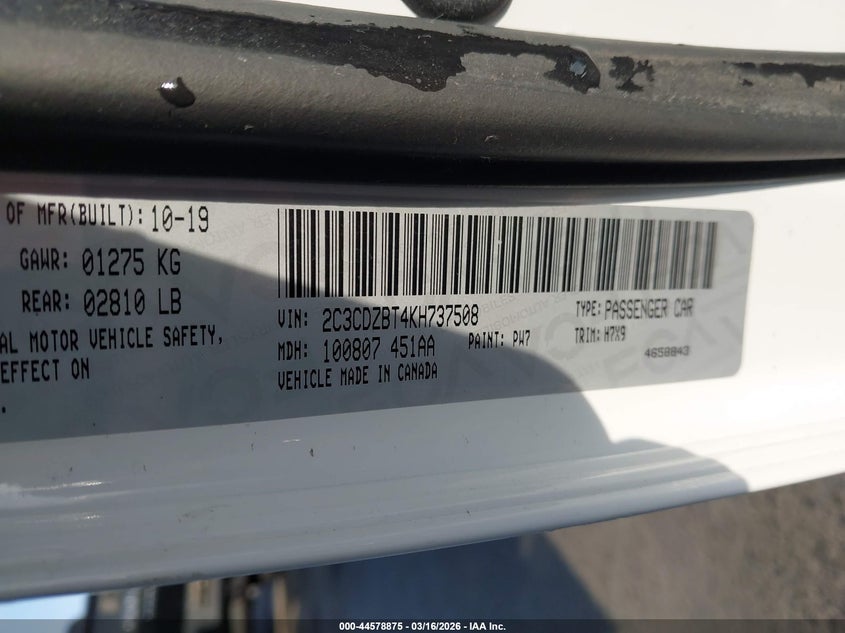 OF MFR(BUILT): 10-19
GAWR: 01275 KG
REAR: 02810 LB
AL MOTOR VEHICLE SAFETY,
EFFECT ON
.
VIN: 2C3CDZBT4KH737508
TYPE: PASSENGER CAR
MDH: 100807 451AA
PAINT: PW7
TRIM: H7X9
VEHICLE MADE IN CANADA
4658843
000-44578875 - 03/16/2026 - IAA Inc.